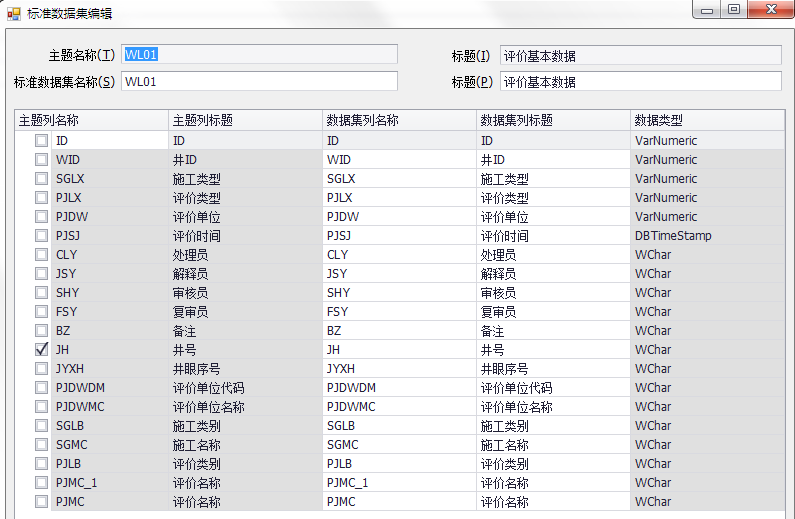 标准数据集编辑
主题名称(T) WL01 标题(I) 评价基本数据
标准数据集名称(S) WL01 标题(P) 评价基本数据
主题列名称 主题列标题 数据集列名称 数据集列标题 数据类型
ID ID ID ID VarNumeric
WID 井ID WID 井ID VarNumeric
SGLX 施工类型 SGLX 施工类型 VarNumeric
PJLX 评价类型 PJLX 评价类型 VarNumeric
PJDW 评价单位 PJDW 评价单位 VarNumeric
PJSJ 评价时间 PJSJ 评价时间 DBTimeStamp
CLY 处理员 CLY 处理员 WChar
JSY 解释员 JSY 解释员 WChar
SHY 审核员 SHY 审核员 WChar
FSY 复审员 FSY 复审员 WChar
BZ 备注 BZ 备注 WChar
JH 井号 JH 井号 WChar
JYXH 井眼序号 JYXH 井眼序号 WChar
PJDWDM 评价单位代码 PJDWDM 评价单位代码 WChar
PJDWMC 评价单位名称 PJDWMC 评价单位名称 WChar
SGLB 施工类别 SGLB 施工类别 WChar
SGMC 施工名称 SGMC 施工名称 WChar
PJLB 评价类别 PJLB 评价类别 WChar
PJMC_1 评价名称 PJMC_1 评价名称 WChar
PJMC 评价名称 PJMC 评价名称 WChar